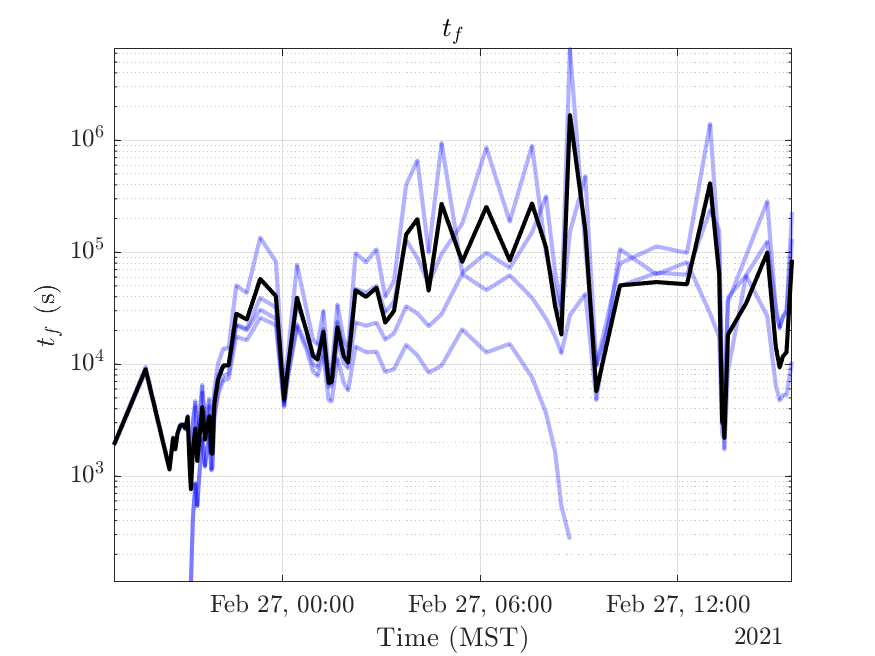 t_f
10^6
10^5
10^4
10^3
t_f (s)
Feb 27, 00:00 Feb 27, 06:00 Feb 27, 12:00
Time (MST)
2021